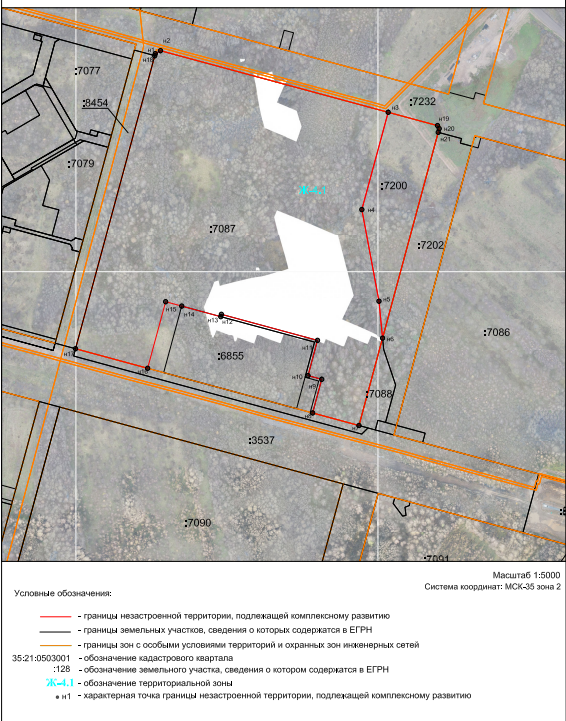 н2
н1
н18
:7077
:8454
:7232
н3
н19
н20
н21
:7079
Ж-4.1
:7200
н4
:7087
:7202
н5
н15
н14
н13 н12
:7086
н6
н11
н17
:6855
н16
н10
н9
н8
:7088
н7
:3537
:7090
:7091
Масштаб 1:5000
Система координат: МСК-35 зона 2
Условные обозначения:
- границы незастроенной территории, подлежащей комплексному развитию
- границы земельных участков, сведения о которых содержатся в ЕГРН
- границы зон с особыми условиями территорий и охранных зон инженерных сетей
35:21:0503001 - обозначение кадастрового квартала
:128 - обозначение земельного участка, сведения о котором содержатся в ЕГРН
Ж-4.1 - обозначение территориальной зоны
н1 - характерная точка границы незастроенной территории, подлежащей комплексному развитию